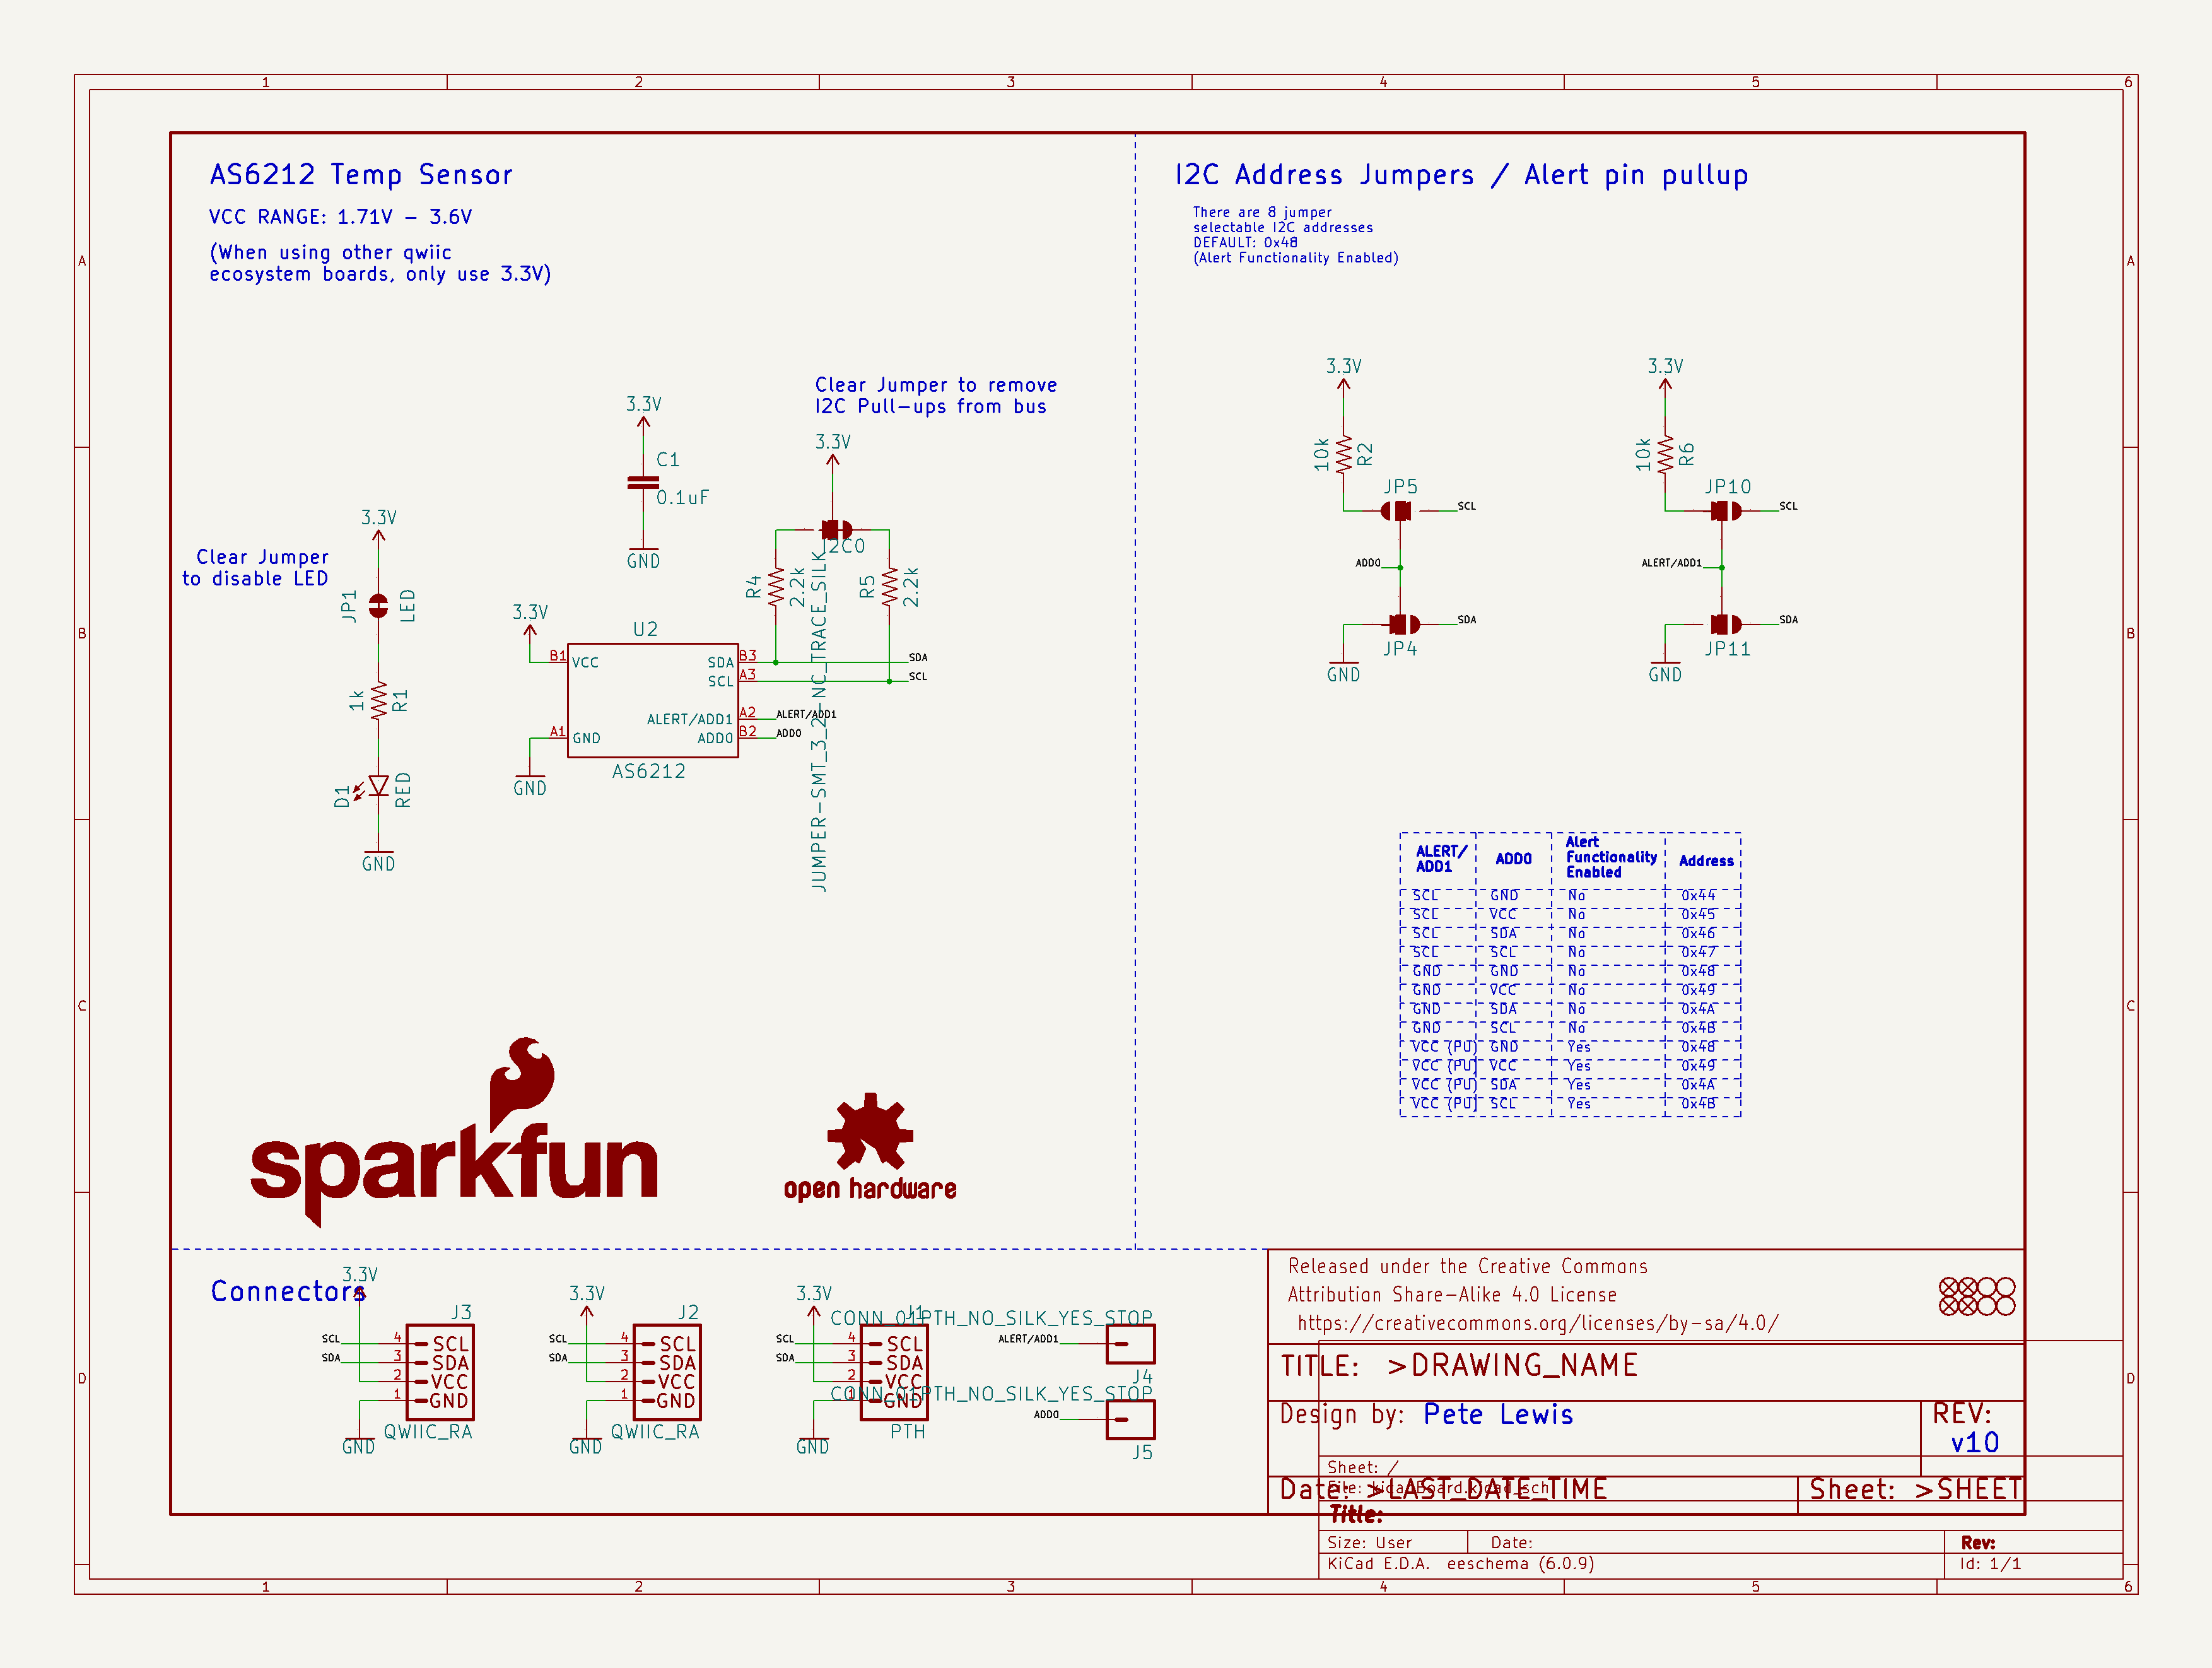 1 2 3 4 5 6
A
B
C
D
AS6212 Temp Sensor
VCC RANGE: 1.71V - 3.6V
(When using other qwiic
ecosystem boards, only use 3.3V)
3.3V
Clear Jumper
to disable LED
JP1 LED
1k R1
D1 RED
GND
3.3V
C1
0.1uF
GND
Clear Jumper to remove
I2C Pull-ups from bus
3.3V
I2C0
JUMPER-SMT_3_2-NC_TRACE_SILK
R4 2.2k
R5 2.2k
3.3V
U2
B1 VCC
A1 GND
SDA B3 SDA
SCL A3 SCL
ALERT/ADD1 A2 ALERT/ADD1
ADD0 B2 ADD0
AS6212
GND
sparkfun
open hardware
I2C Address Jumpers / Alert pin pullup
There are 8 jumper
selectable I2C addresses
DEFAULT: 0x48
(Alert Functionality Enabled)
3.3V
10k R2
JP5
SCL
ADD0
SDA
JP4
GND
3.3V
10k R6
JP10
SCL
ALERT/ADD1
SDA
JP11
GND
ALERT/
ADD1
ADD0
Alert
Functionality
Enabled
Address
SCL GND No 0x44
SCL VCC No 0x45
SCL SDA No 0x46
SCL SCL No 0x47
GND GND No 0x48
GND VCC No 0x49
GND SDA No 0x4A
GND SCL No 0x4B
VCC (PU) GND Yes 0x48
VCC (PU) VCC Yes 0x49
VCC (PU) SDA Yes 0x4A
VCC (PU) SCL Yes 0x4B
Connectors
3.3V
J3
SCL 4 SCL
SDA 3 SDA
2 VCC
1 GND
QWIIC_RA
GND
3.3V
J2
SCL 4 SCL
SDA 3 SDA
2 VCC
1 GND
QWIIC_RA
GND
3.3V
J1
SCL 4 SCL
SDA 3 SDA
2 VCC
1 GND
PTH
GND
CONN_01PTH_NO_SILK_YES_STOP
ALERT/ADD1
J4
CONN_01PTH_NO_SILK_YES_STOP
ADD0
J5
Released under the Creative Commons
Attribution Share-Alike 4.0 License
https://creativecommons.org/licenses/by-sa/4.0/
TITLE: >DRAWING_NAME
Design by: Pete Lewis
REV:
v10
Date: >LAST_DATE_TIME
Sheet: >SHEET
Sheet: /
File: kicadBoard.kicad_sch
Title:
Size: User Date: Rev:
KiCad E.D.A. eeschema (6.0.9) Id: 1/1
A
B
C
D
1 2 3 4 5 6